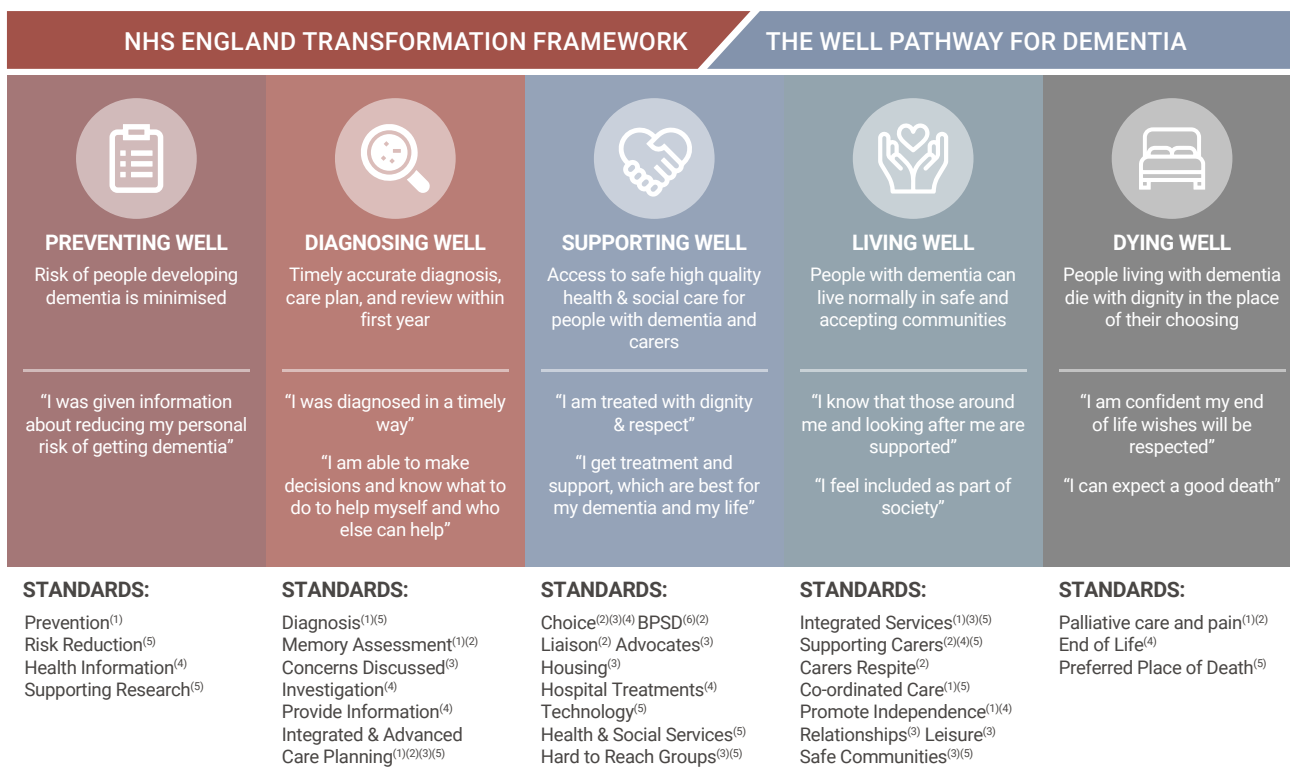 NHS ENGLAND TRANSFORMATION FRAMEWORK
THE WELL PATHWAY FOR DEMENTIA
PREVENTING WELL
Risk of people developing
dementia is minimised
“I was given information
about reducing my personal
risk of getting dementia”
STANDARDS:
Prevention(1)
Risk Reduction(5)
Health Information(4)
Supporting Research(5)
DIAGNOSING WELL
Timely accurate diagnosis,
care plan, and review within
first year
“I was diagnosed in a timely
way”
“I am able to make
decisions and know what to
do to help myself and who
else can help”
STANDARDS:
Diagnosis(1)(5)
Memory Assessment(1)(2)
Concerns Discussed(3)
Investigation(4)
Provide Information(4)
Integrated & Advanced
Care Planning(1)(2)(3)(5)
SUPPORTING WELL
Access to safe high quality
health & social care for
people with dementia and
carers
“I am treated with dignity
& respect”
“I get treatment and
support, which are best for
my dementia and my life”
STANDARDS:
Choice(2)(3)(4) BPSD(6)(2)
Liaison(2) Advocates(3)
Housing(3)
Hospital Treatments(4)
Technology(5)
Health & Social Services(5)
Hard to Reach Groups(3)(5)
LIVING WELL
People with dementia can
live normally in safe and
accepting communities
“I know that those around
me and looking after me are
supported”
“I feel included as part of
society”
STANDARDS:
Integrated Services(1)(3)(5)
Supporting Carers(2)(4)(5)
Carers Respite(2)
Co-ordinated Care(1)(5)
Promote Independence(1)(4)
Relationships(3) Leisure(3)
Safe Communities(3)(5)
DYING WELL
People living with dementia
die with dignity in the place
of their choosing
“I am confident my end
of life wishes will be
respected”
“I can expect a good death”
STANDARDS:
Palliative care and pain(1)(2)
End of Life(4)
Preferred Place of Death(5)